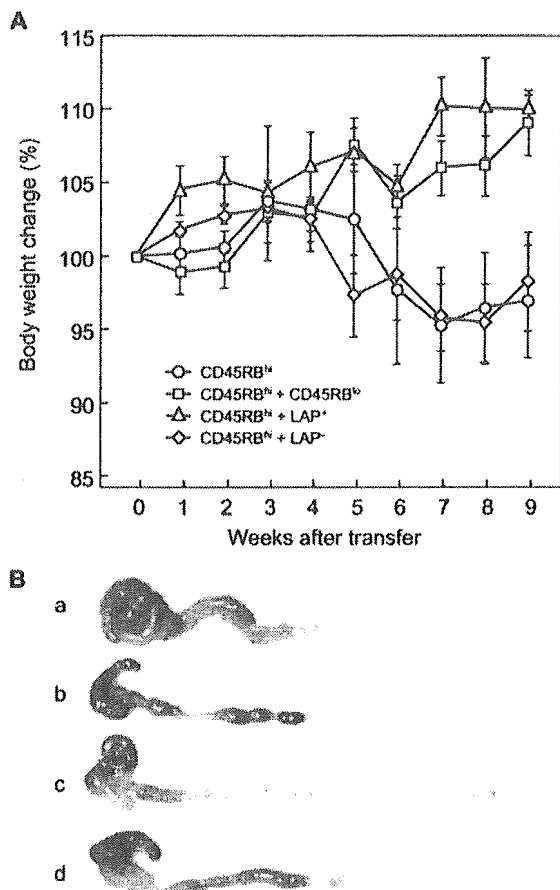 A
115
110
105
100
95
90
85
Body weight change (%)
CD45RBʰⁱ
CD45RBʰⁱ + CD45RBˡᵒ
CD45RBʰⁱ + LAP⁺
CD45RBʰⁱ + LAP⁻
0 1 2 3 4 5 6 7 8 9
Weeks after transfer
B
a
b
c
d